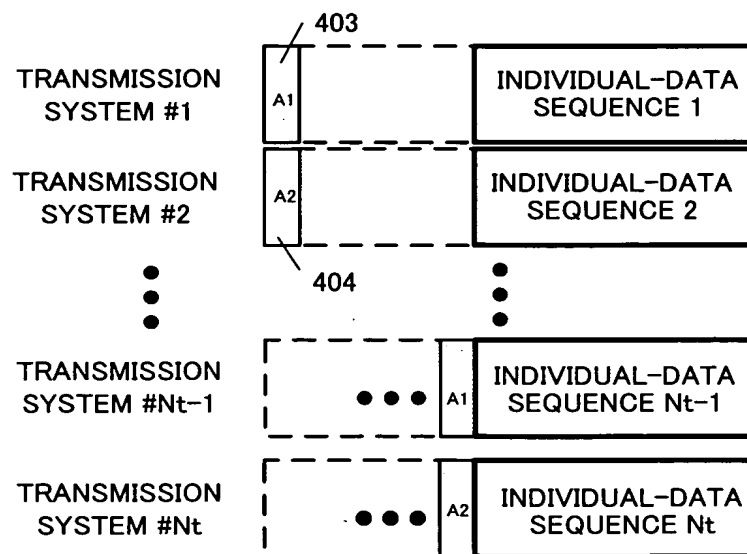 403
TRANSMISSION
SYSTEM #1
A1
INDIVIDUAL-DATA
SEQUENCE 1
TRANSMISSION
SYSTEM #2
A2
INDIVIDUAL-DATA
SEQUENCE 2
404
TRANSMISSION
SYSTEM #Nt-1
A1
INDIVIDUAL-DATA
SEQUENCE Nt-1
TRANSMISSION
SYSTEM #Nt
A2
INDIVIDUAL-DATA
SEQUENCE Nt